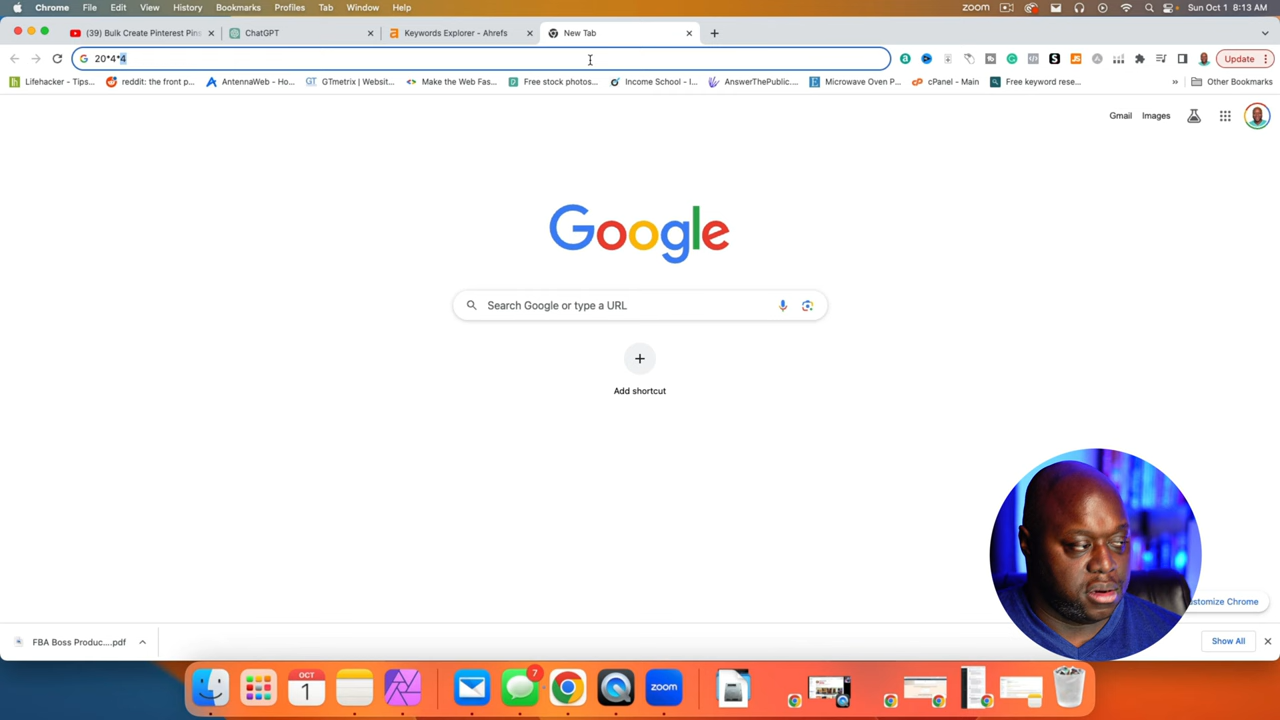 Chrome File Edit View History Bookmarks Profiles Tab Window Help zoom Sun Oct 1 8:13 AM
(39) Bulk Create Pinterest Pins ChatGPT Keywords Explorer - Ahrefs New Tab
20*4*4 Update
Lifehacker - Tips... reddit: the front p... AntennaWeb - Ho... GTmetrix | Websit... Make the Web Fas... Free stock photos... Income School - I... AnswerThePublic.... Microwave Oven P... cPanel - Main Free keyword rese... » Other Bookmarks
Gmail Images
Google
Search Google or type a URL
Add shortcut
ustomize Chrome
FBA Boss Produc....pdf Show All
OCT
1
7
zoom